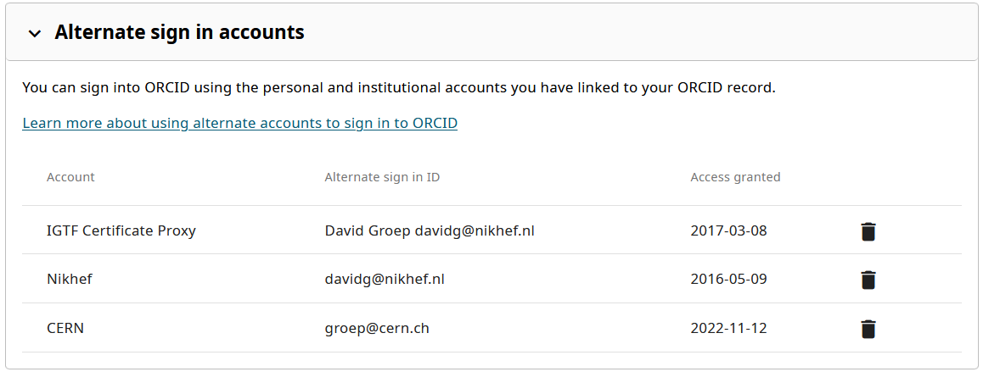 Alternate sign in accounts
You can sign into ORCID using the personal and institutional accounts you have linked to your ORCID record.
Learn more about using alternate accounts to sign in to ORCID
Account Alternate sign in ID Access granted
IGTF Certificate Proxy David Groep davidg@nikhef.nl 2017-03-08
Nikhef davidg@nikhef.nl 2016-05-09
CERN groep@cern.ch 2022-11-12